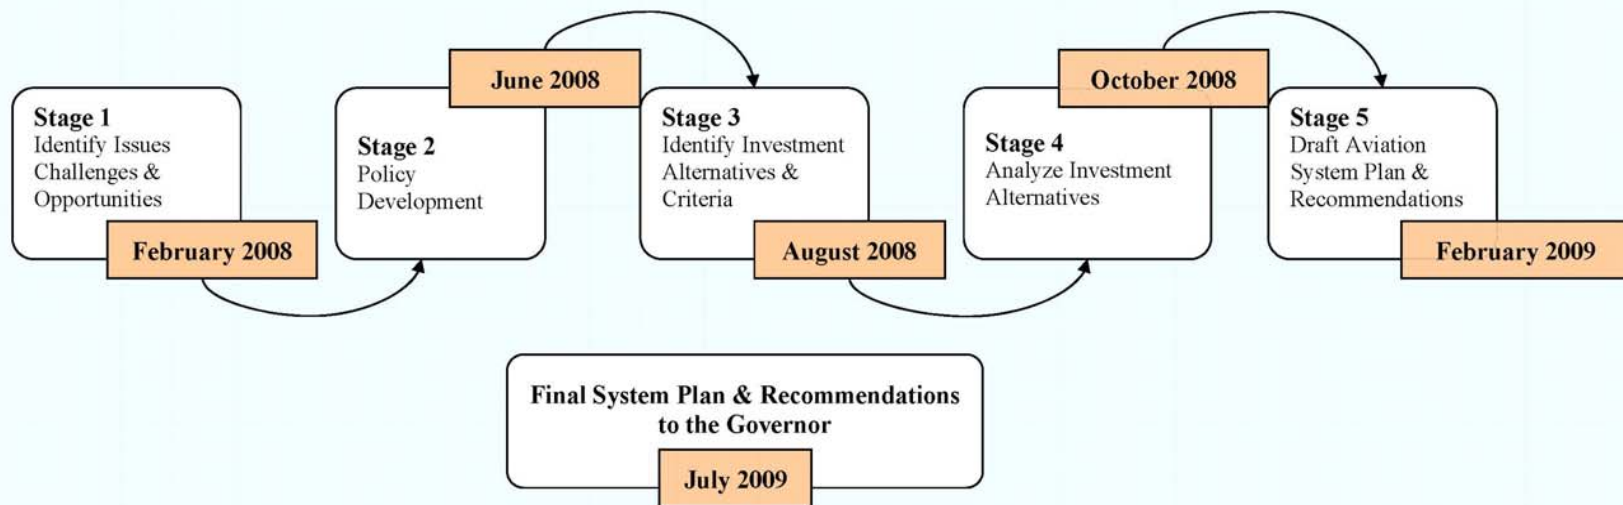 Stage 1
Identify Issues
Challenges &
Opportunities
February 2008
Stage 2
Policy
Development
June 2008
Stage 3
Identify Investment
Alternatives &
Criteria
August 2008
Stage 4
Analyze Investment
Alternatives
October 2008
Stage 5
Draft Aviation
System Plan &
Recommendations
February 2009
Final System Plan & Recommendations
to the Governor
July 2009